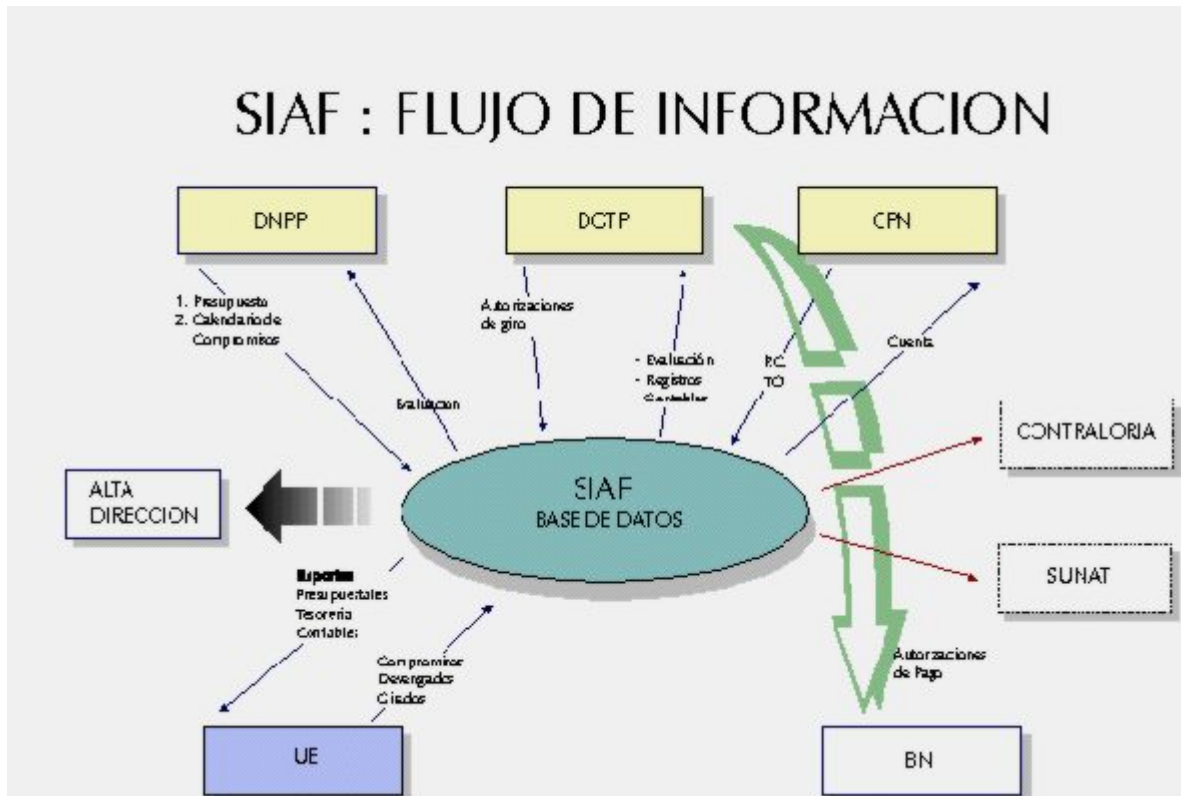 SIAF : FLUJO DE INFORMACION
DNPP
DGTP
CPN
1. Presupuesto
2. Calendario de
Compromisos
Evaluacion
Autorizaciones
de giro
- Evaluación
- Registros
Contables
P.C.
TO
Cuenta
CONTRALORIA
SIAF
BASE DE DATOS
ALTA
DIRECCION
SUNAT
Reportes
Presupuestales
Tesoreria
Contables
Compromisos
Devengados
Girados
Autorizaciones
de Pago
UE
BN